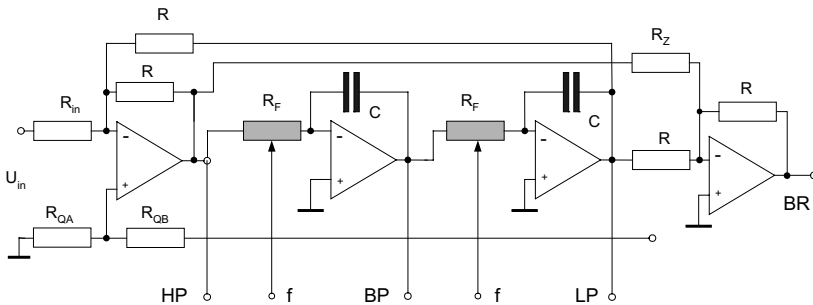 R
R_Z
R
R_in
R_F
C
R_F
C
R
R
-
+
-
+
-
+
-
+
U_in
R_QA
R_QB
BR
HP
f
BP
f
LP